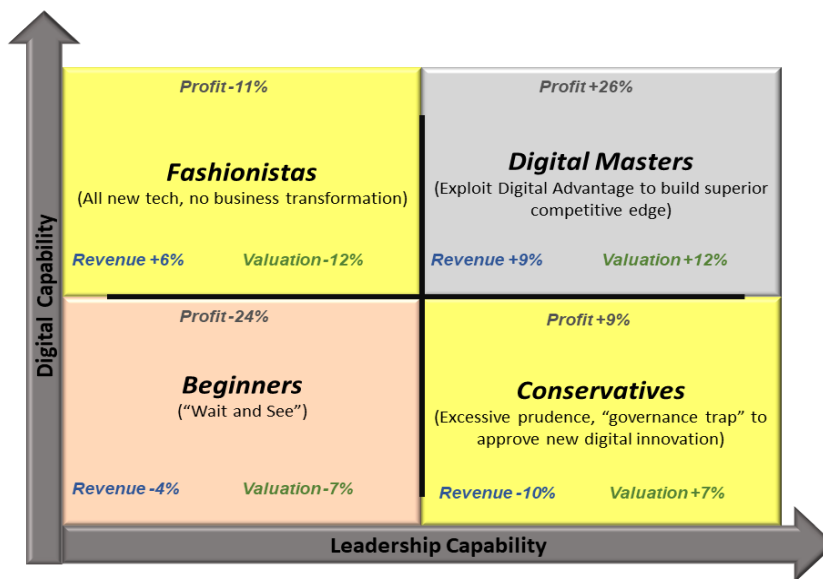 Digital Capability
Profit -11%
Fashionistas
(All new tech, no business transformation)
Revenue +6% Valuation-12%
Profit +26%
Digital Masters
(Exploit Digital Advantage to build superior
competitive edge)
Revenue +9% Valuation +12%
Profit -24%
Beginners
(“Wait and See”)
Revenue -4% Valuation-7%
Profit +9%
Conservatives
(Excessive prudence, “governance trap” to
approve new digital innovation)
Revenue -10% Valuation +7%
Leadership Capability